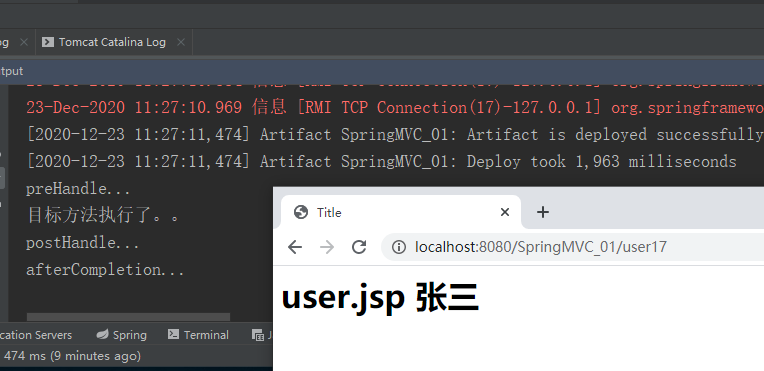 og
Tomcat Catalina Log
tput
23-Dec-2020 11:27:10.969 信息 [RMI TCP Connection(17)-127.0.0.1] org.springframewo
[2020-12-23 11:27:11,474] Artifact SpringMVC_01: Artifact is deployed successfully
[2020-12-23 11:27:11,474] Artifact SpringMVC_01: Deploy took 1,963 milliseconds
preHandle...
目标方法执行了。。
postHandle...
afterCompletion...
Title
localhost:8080/SpringMVC_01/user17
user.jsp 张三
cation Servers
Spring
Terminal
474 ms (9 minutes ago)